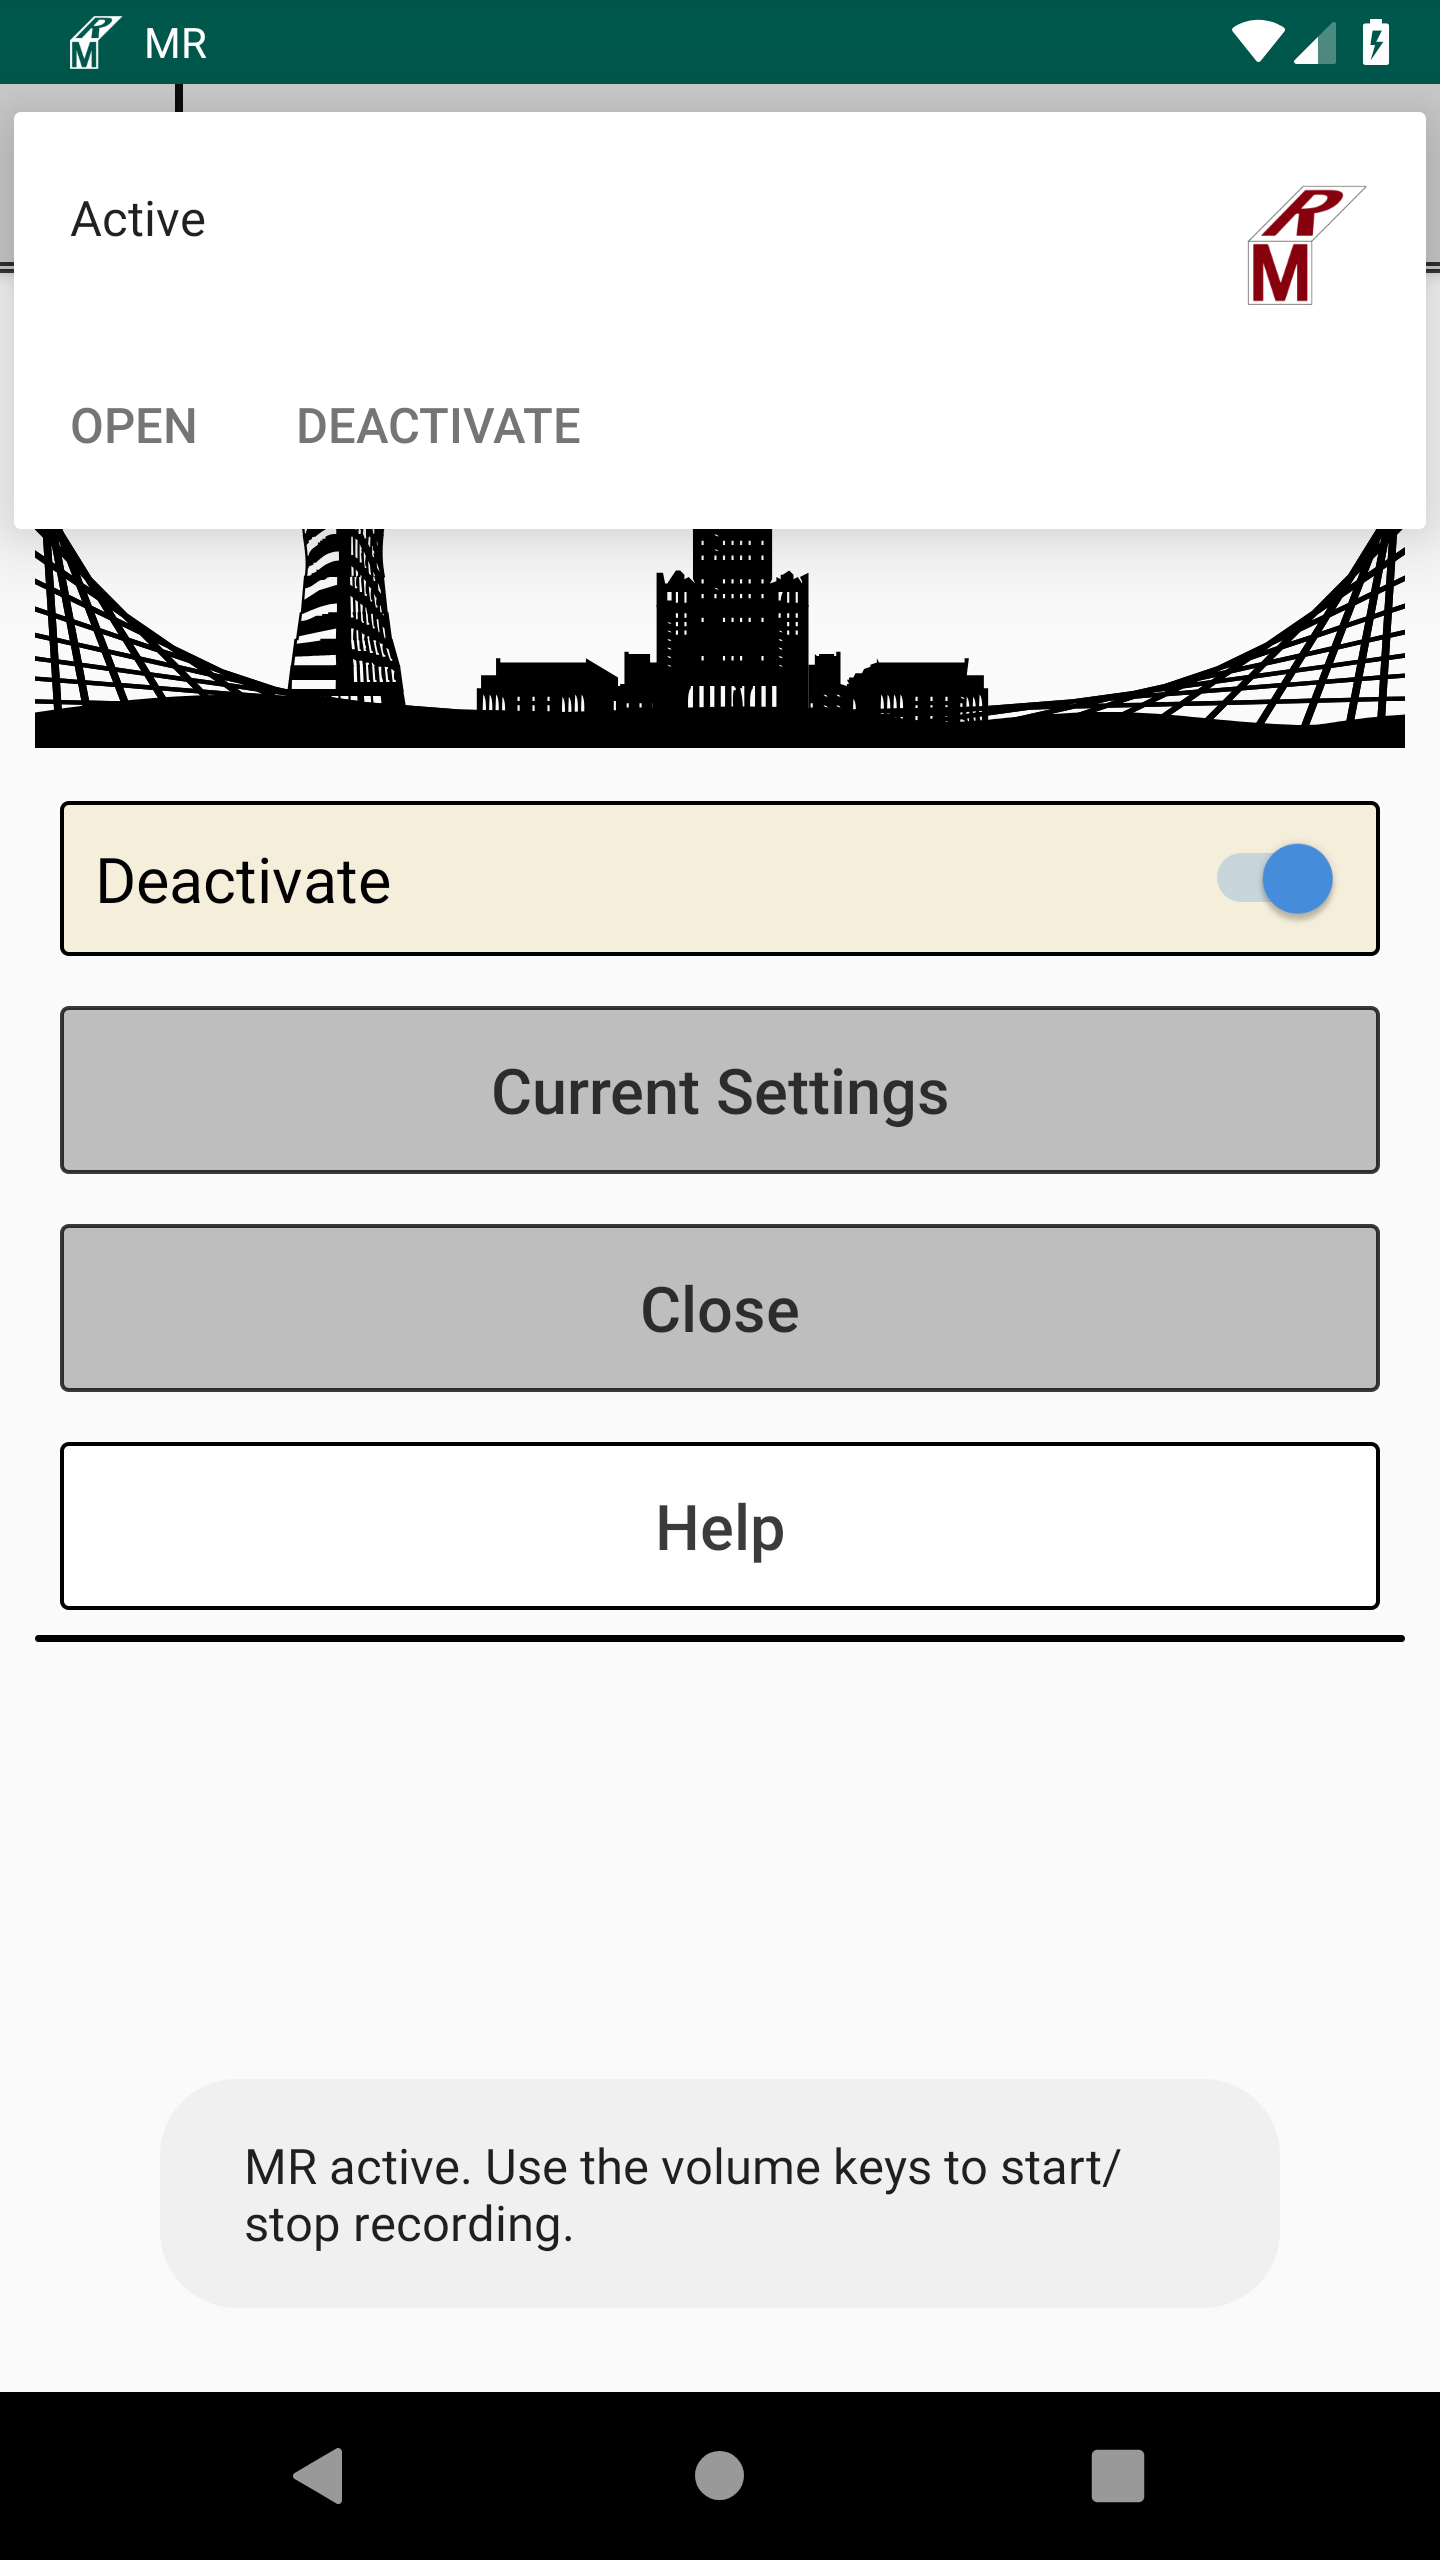 MR
Active
R
M
OPEN DEACTIVATE
Deactivate
Current Settings
Close
Help
MR active. Use the volume keys to start/
stop recording.